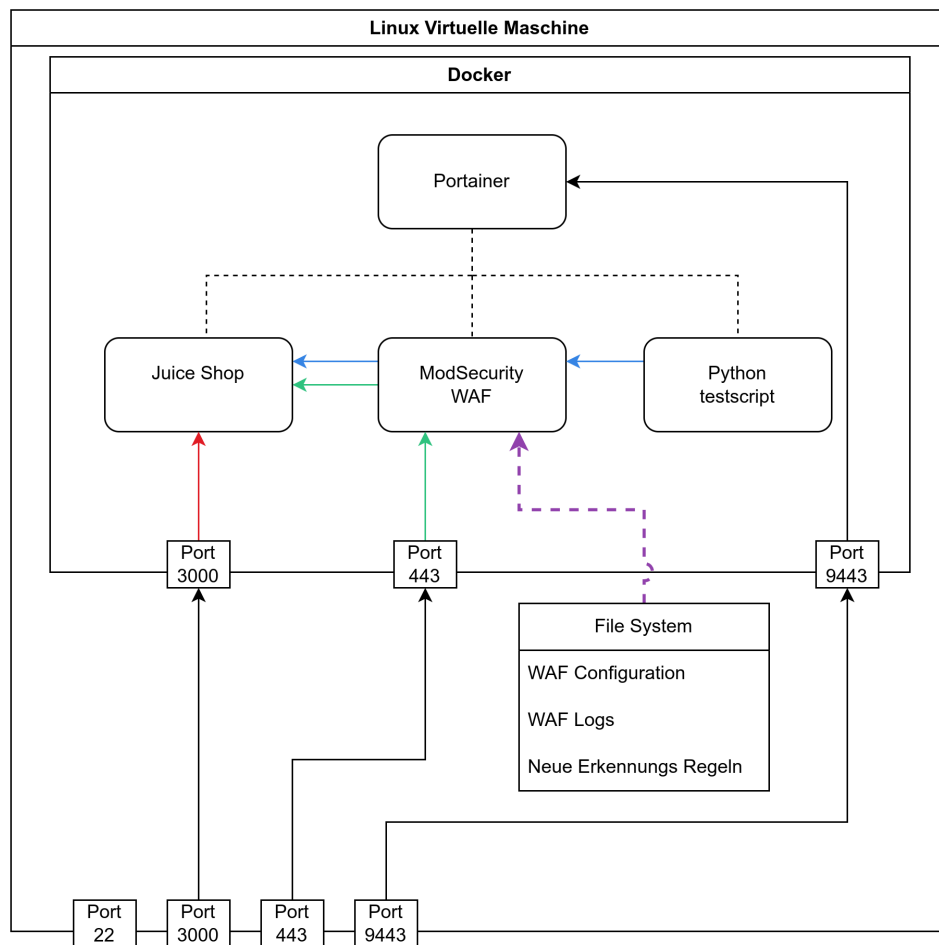 Linux Virtuelle Maschine
Docker
Portainer
Juice Shop
ModSecurity
WAF
Python
testscript
Port
3000
Port
443
Port
9443
File System
WAF Configuration
WAF Logs
Neue Erkennungs Regeln
Port
22
Port
3000
Port
443
Port
9443